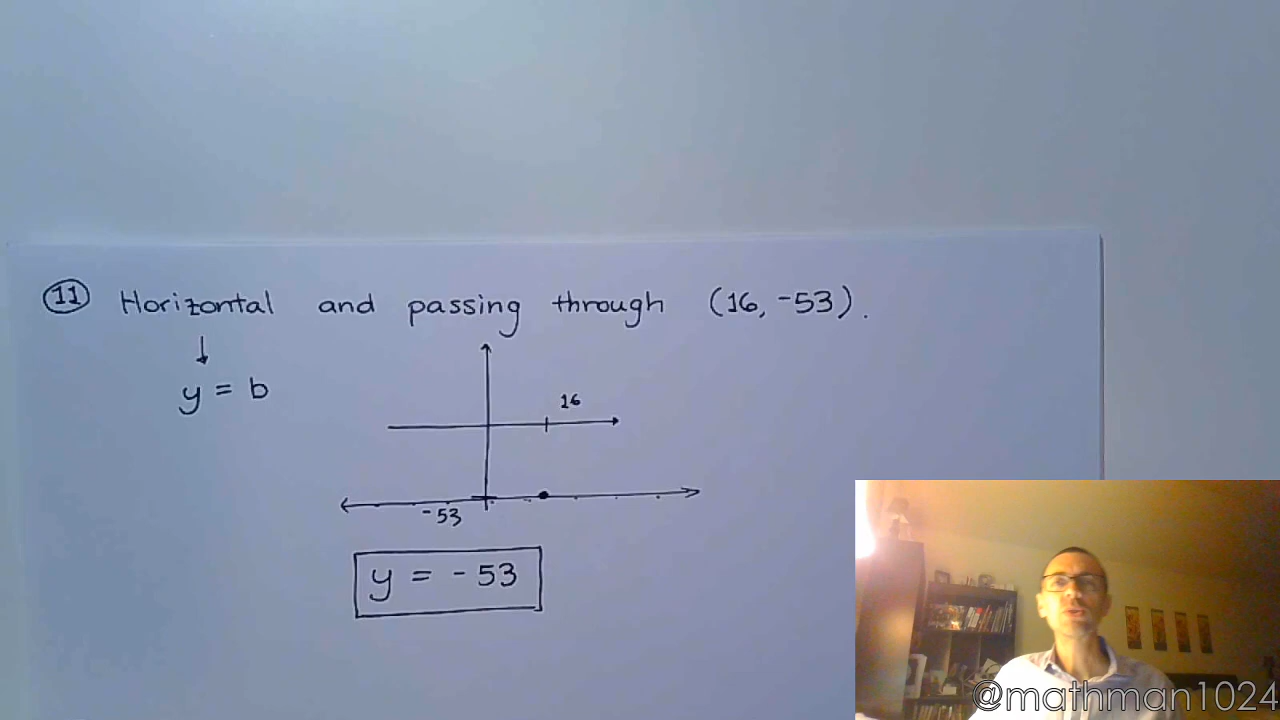 11 Horizontal and passing through (16, -53).
y = b
16
-53
y = -53
@mathman1024